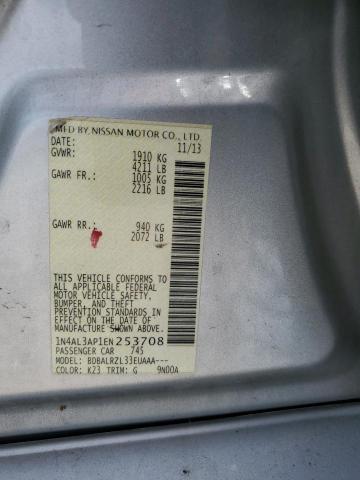 MFD BY NISSAN MOTOR CO., LTD.
DATE: 11/13
GVWR: 1910 KG
4211 LB
GAWR FR.: 1005 KG
2216 LB
GAWR RR.: 940 KG
2072 LB
THIS VEHICLE CONFORMS TO
ALL APPLICABLE FEDERAL
MOTOR VEHICLE SAFETY,
BUMPER, AND THEFT
PREVENTION STANDARDS
IN EFFECT ON THE DATE OF
MANUFACTURE SHOWN ABOVE.
1N4AL3AP1EN253708
PASSENGER CAR 745
MODEL: BDBALRZL33EUAAA---
COLOR: K23 TRIM: G 9N00A